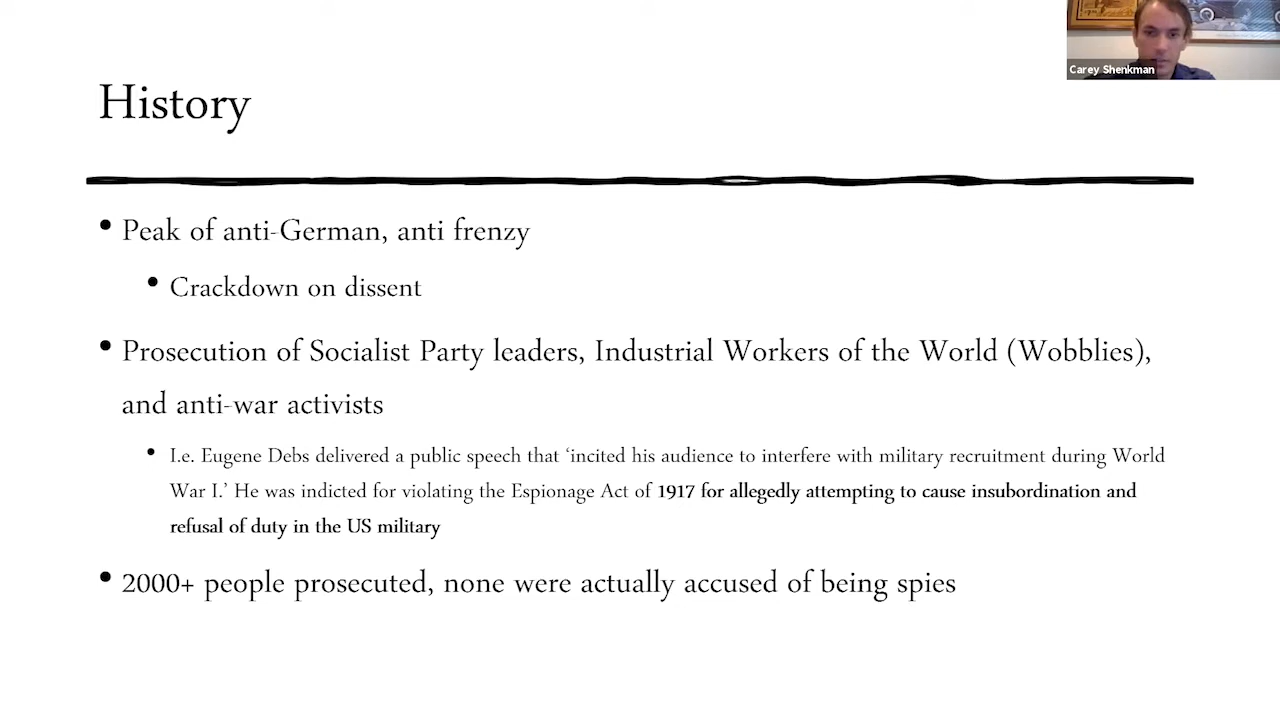 Carey Shenkman
History
• Peak of anti-German, anti frenzy
• Crackdown on dissent
• Prosecution of Socialist Party leaders, Industrial Workers of the World (Wobblies),
and anti-war activists
• I.e. Eugene Debs delivered a public speech that ‘incited his audience to interfere with military recruitment during World
War I.’ He was indicted for violating the Espionage Act of 1917 for allegedly attempting to cause insubordination and
refusal of duty in the US military
• 2000+ people prosecuted, none were actually accused of being spies